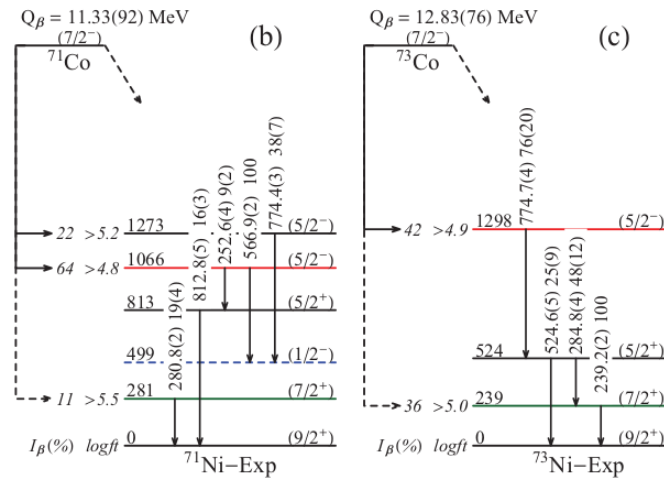 Q_β = 11.33(92) MeV
(7/2⁻)
⁷¹Co
(b)
280.8(2) 19(4)
812.8(5) 16(3)
252.6(4) 9(2)
566.9(2) 100
774.4(3) 38(7)
22 >5.2 1273 (5/2⁻)
64 >4.8 1066 (5/2⁻)
813 (5/2⁺)
499 (1/2⁻)
11 >5.5 281 (7/2⁺)
I_β(%) logft 0 (9/2⁺)
⁷¹Ni−Exp
Q_β = 12.83(76) MeV
(7/2⁻)
⁷³Co
(c)
774.7(4) 76(20)
524.6(5) 25(9)
284.8(4) 48(12)
239.2(2) 100
42 >4.9 1298 (5/2⁻)
524 (5/2⁺)
36 >5.0 239 (7/2⁺)
I_β(%) logft 0 (9/2⁺)
⁷³Ni−Exp